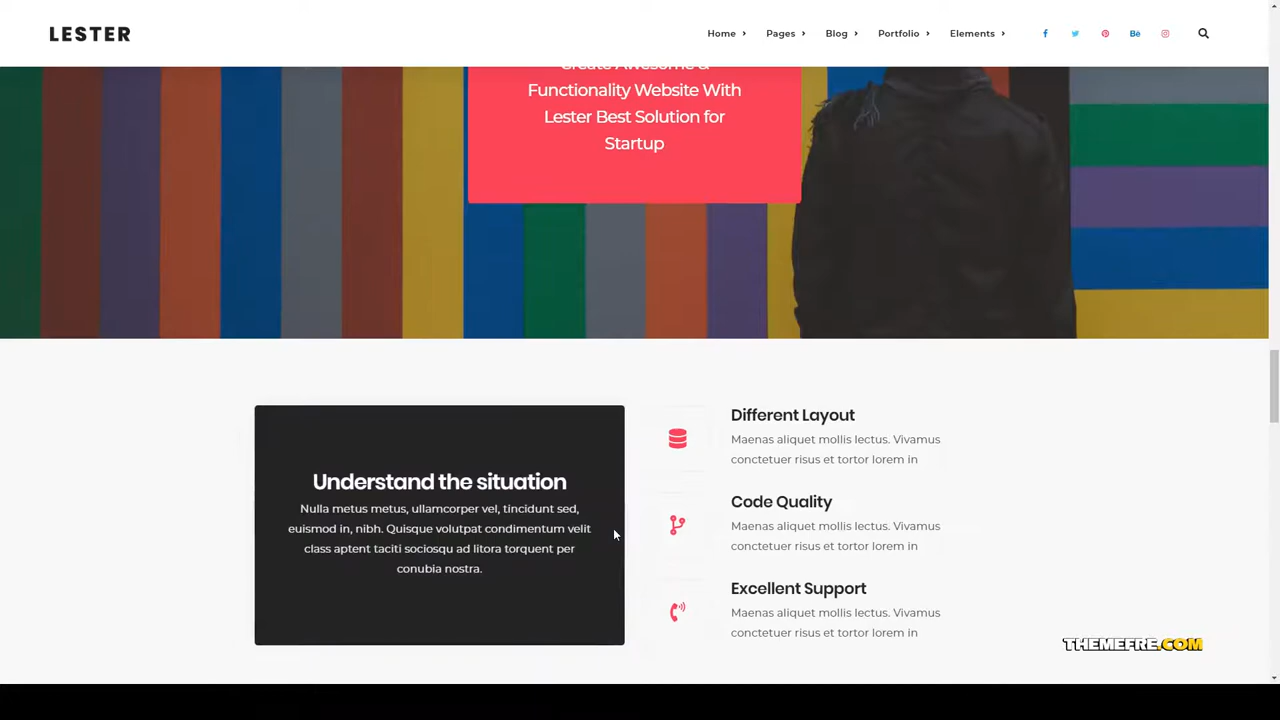 LESTER
Home Pages Blog Portfolio Elements
Create Awesome &
Functionality Website With
Lester Best Solution for
Startup
Understand the situation
Nulla metus metus, ullamcorper vel, tincidunt sed,
euismod in, nibh. Quisque volutpat condimentum velit
class aptent taciti sociosqu ad litora torquent per
conubia nostra.
Different Layout
Maenas aliquet mollis lectus. Vivamus
conctetuer risus et tortor lorem in
Code Quality
Maenas aliquet mollis lectus. Vivamus
conctetuer risus et tortor lorem in
Excellent Support
Maenas aliquet mollis lectus. Vivamus
conctetuer risus et tortor lorem in
THEMEFRE.COM